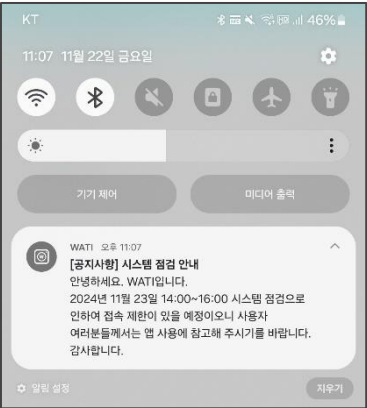 KT 46%
11:07 11월 22일 금요일
기기 제어 미디어 출력
WATI 오후 11:07
[공지사항] 시스템 점검 안내
안녕하세요. WATI입니다.
2024년 11월 23일 14:00~16:00 시스템 점검으로
인하여 접속 제한이 있을 예정이오니 사용자
여러분들께서는 앱 사용에 참고해 주시기를 바랍니다.
감사합니다.
알림 설정 지우기